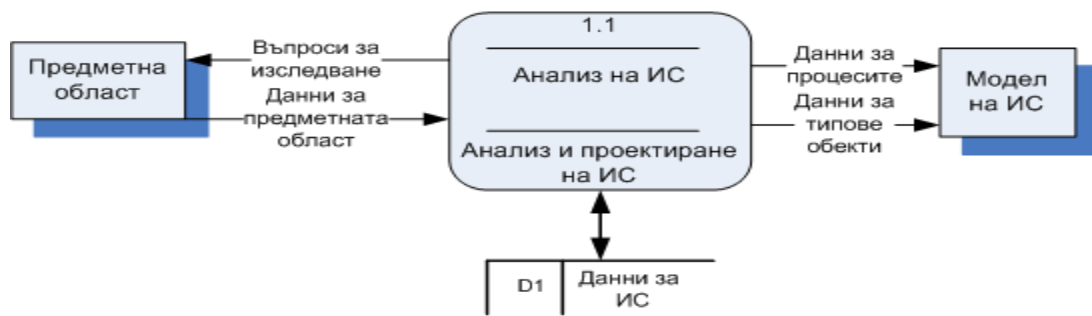 Предметна
област
Въпроси за
изследване
Данни за
предметната
област
1.1
Анализ на ИС
Анализ и проектиране
на ИС
Данни за
процесите
Данни за
типове
обекти
Модел
на ИС
D1
Данни за
ИС